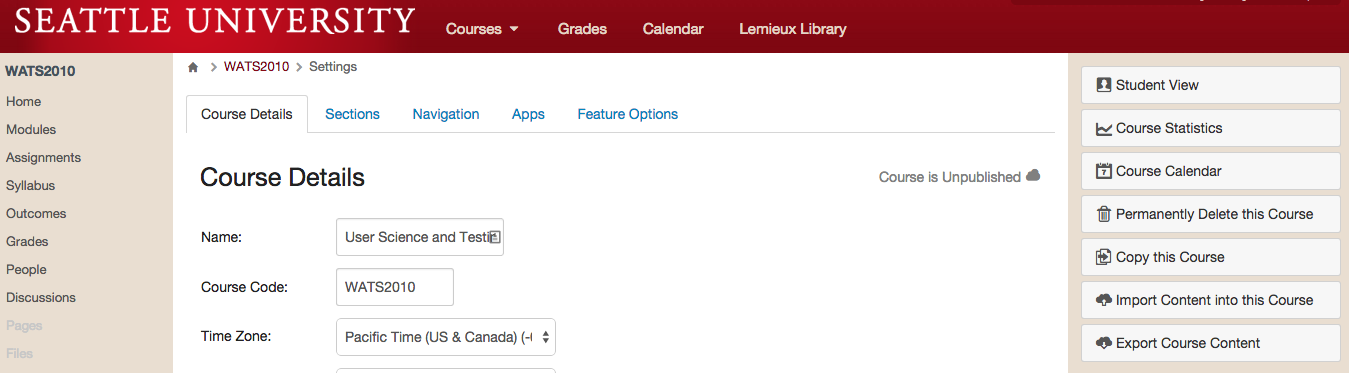 SEATTLE UNIVERSITY
Courses
Grades
Calendar
Lemieux Library
WATS2010
Home
Modules
Assignments
Syllabus
Outcomes
Grades
People
Discussions
Pages
Files
WATS2010 > Settings
Course Details
Sections
Navigation
Apps
Feature Options
Course Details
Course is Unpublished
Name:
User Science and Testin
Course Code:
WATS2010
Time Zone:
Pacific Time (US & Canada) (-
Student View
Course Statistics
7
Course Calendar
Permanently Delete this Course
Copy this Course
Import Content into this Course
Export Course Content